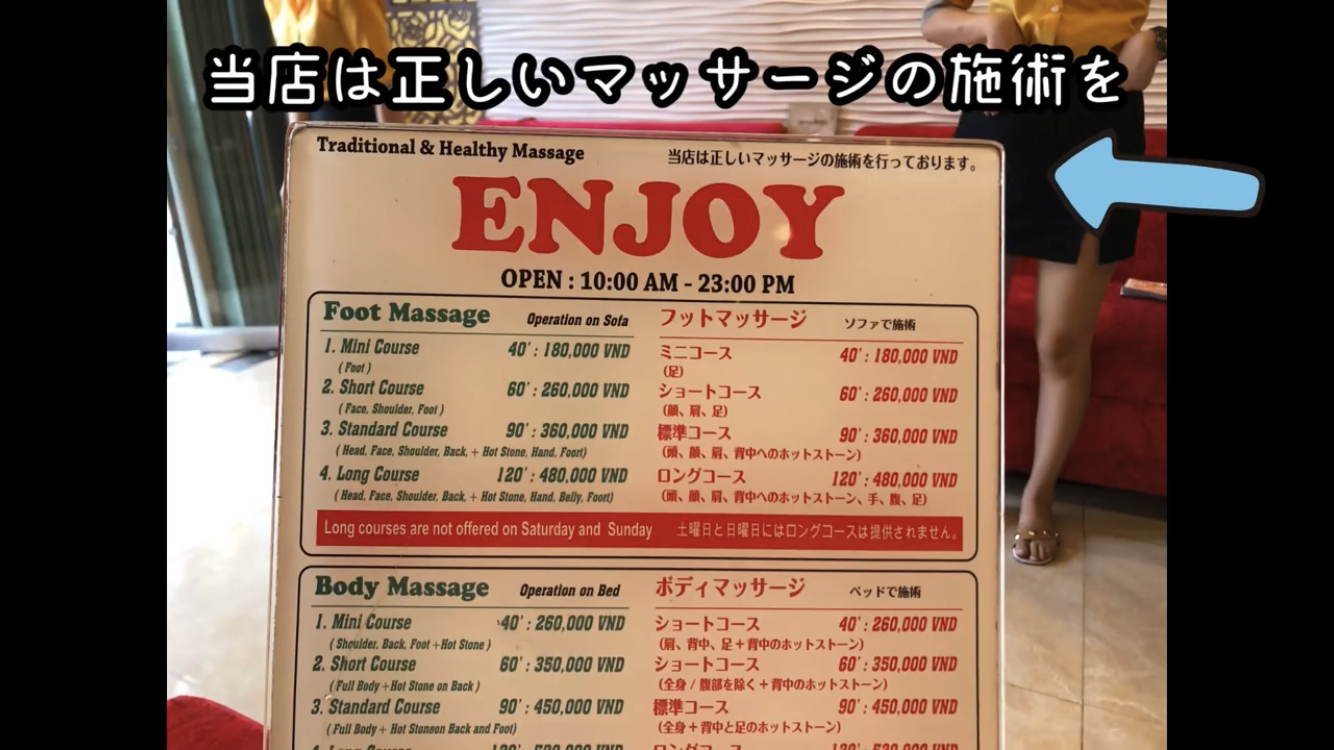 当店は正しいマッサージの施術を
Traditional & Healthy Massage
当店は正しいマッサージの施術を行っております。
ENJOY
OPEN : 10:00 AM - 23:00 PM
Foot Massage Operation on Sofa
1. Mini Course 40' : 180,000 VND
( Foot )
2. Short Course 60' : 260,000 VND
( Face, Shoulder, Foot )
3. Standard Course 90' : 360,000 VND
( Head, Face, Shoulder, Back, + Hot Stone, Hand, Foort)
4. Long Course 120' : 480,000 VND
( Head, Face, Shoulder, Back, + Hot Stone, Hand, Belly, Foort)
フットマッサージ ソファで施術
ミニコース 40' : 180,000 VND
(足)
ショートコース 60' : 260,000 VND
(顔、肩、足)
標準コース 90' : 360,000 VND
(頭、顔、肩、背中へのホットストーン)
ロングコース 120' : 480,000 VND
(頭、顔、肩、背中へのホットストーン、手、腹、足)
Long courses are not offered on Saturday and Sunday 土曜日と日曜日にはロングコースは提供されません。
Body Massage Operation on Bed
1. Mini Course 40' : 260,000 VND
( Shoulder, Back, Foot +Hot Stone )
2. Short Course 60' : 350,000 VND
( Full Body +Hot Stone on Back )
3. Standard Course 90' : 450,000 VND
( Full Body + Hot Stoneon Back and Foot)
ボディマッサージ ベッドで施術
ショートコース 40' : 260,000 VND
(肩、背中、足+背中のホットストーン)
ショートコース 60' : 350,000 VND
(全身 / 腹部を除く+背中のホットストーン)
標準コース 90' : 450,000 VND
(全身+背中と足のホットストーン)